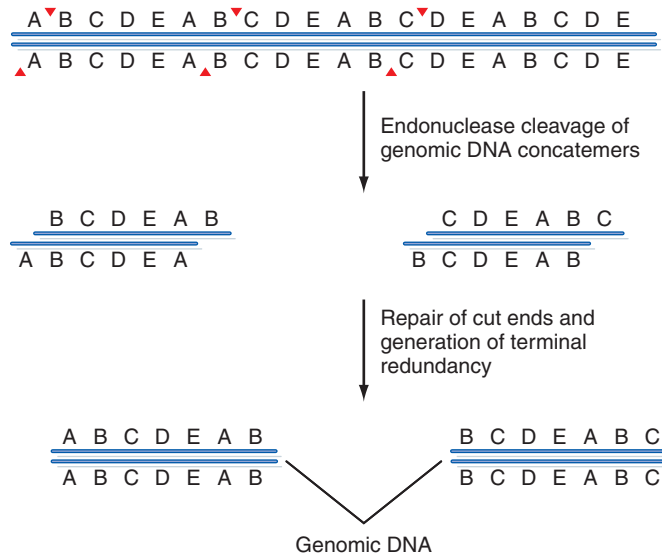 A B C D E A B C D E A B C D E A B C D E
A B C D E A B C D E A B C D E A B C D E
Endonuclease cleavage of
genomic DNA concatemers
B C D E A B
A B C D E A
C D E A B C
B C D E A B
Repair of cut ends and
generation of terminal
redundancy
A B C D E A B
A B C D E A B
B C D E A B C
B C D E A B C
Genomic DNA